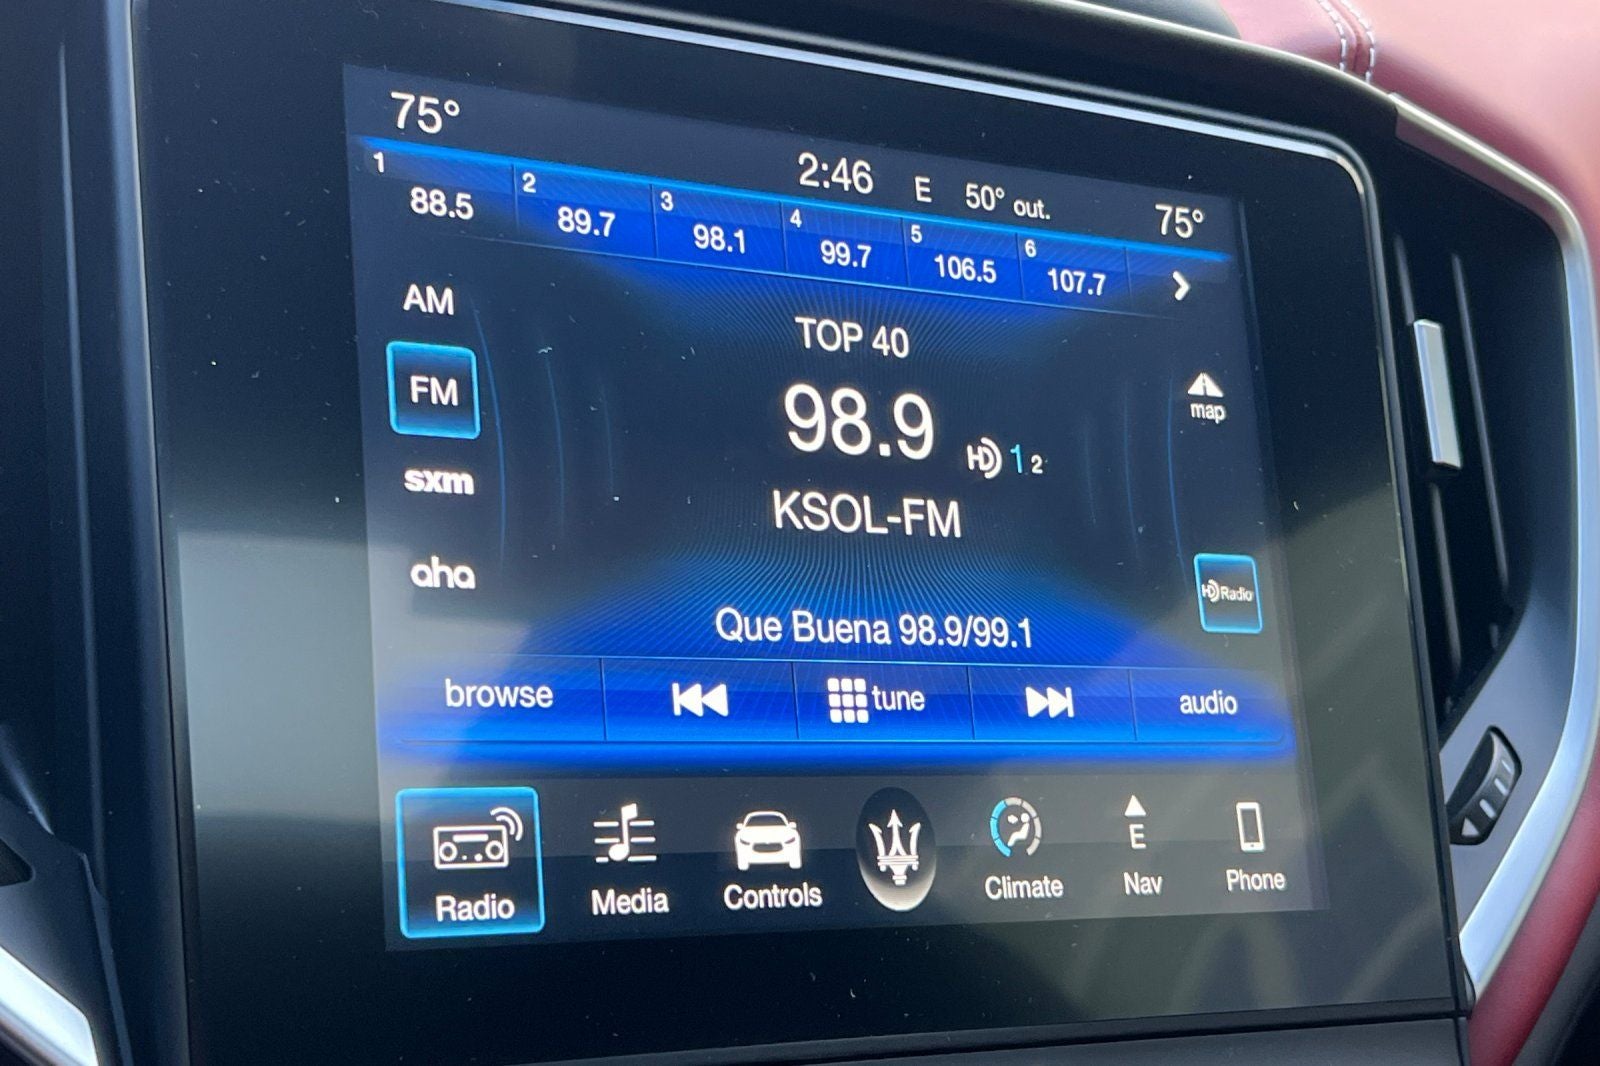 75°
2:46 E 50° out.
75°
1 2 3 4 5 6
88.5 89.7 98.1 99.7 106.5 107.7
AM
TOP 40
FM
98.9 HD 1 2
map
sxm
KSOL-FM
aha
HD Radio
Que Buena 98.9/99.1
browse tune audio
E
Radio Media Controls Climate Nav Phone